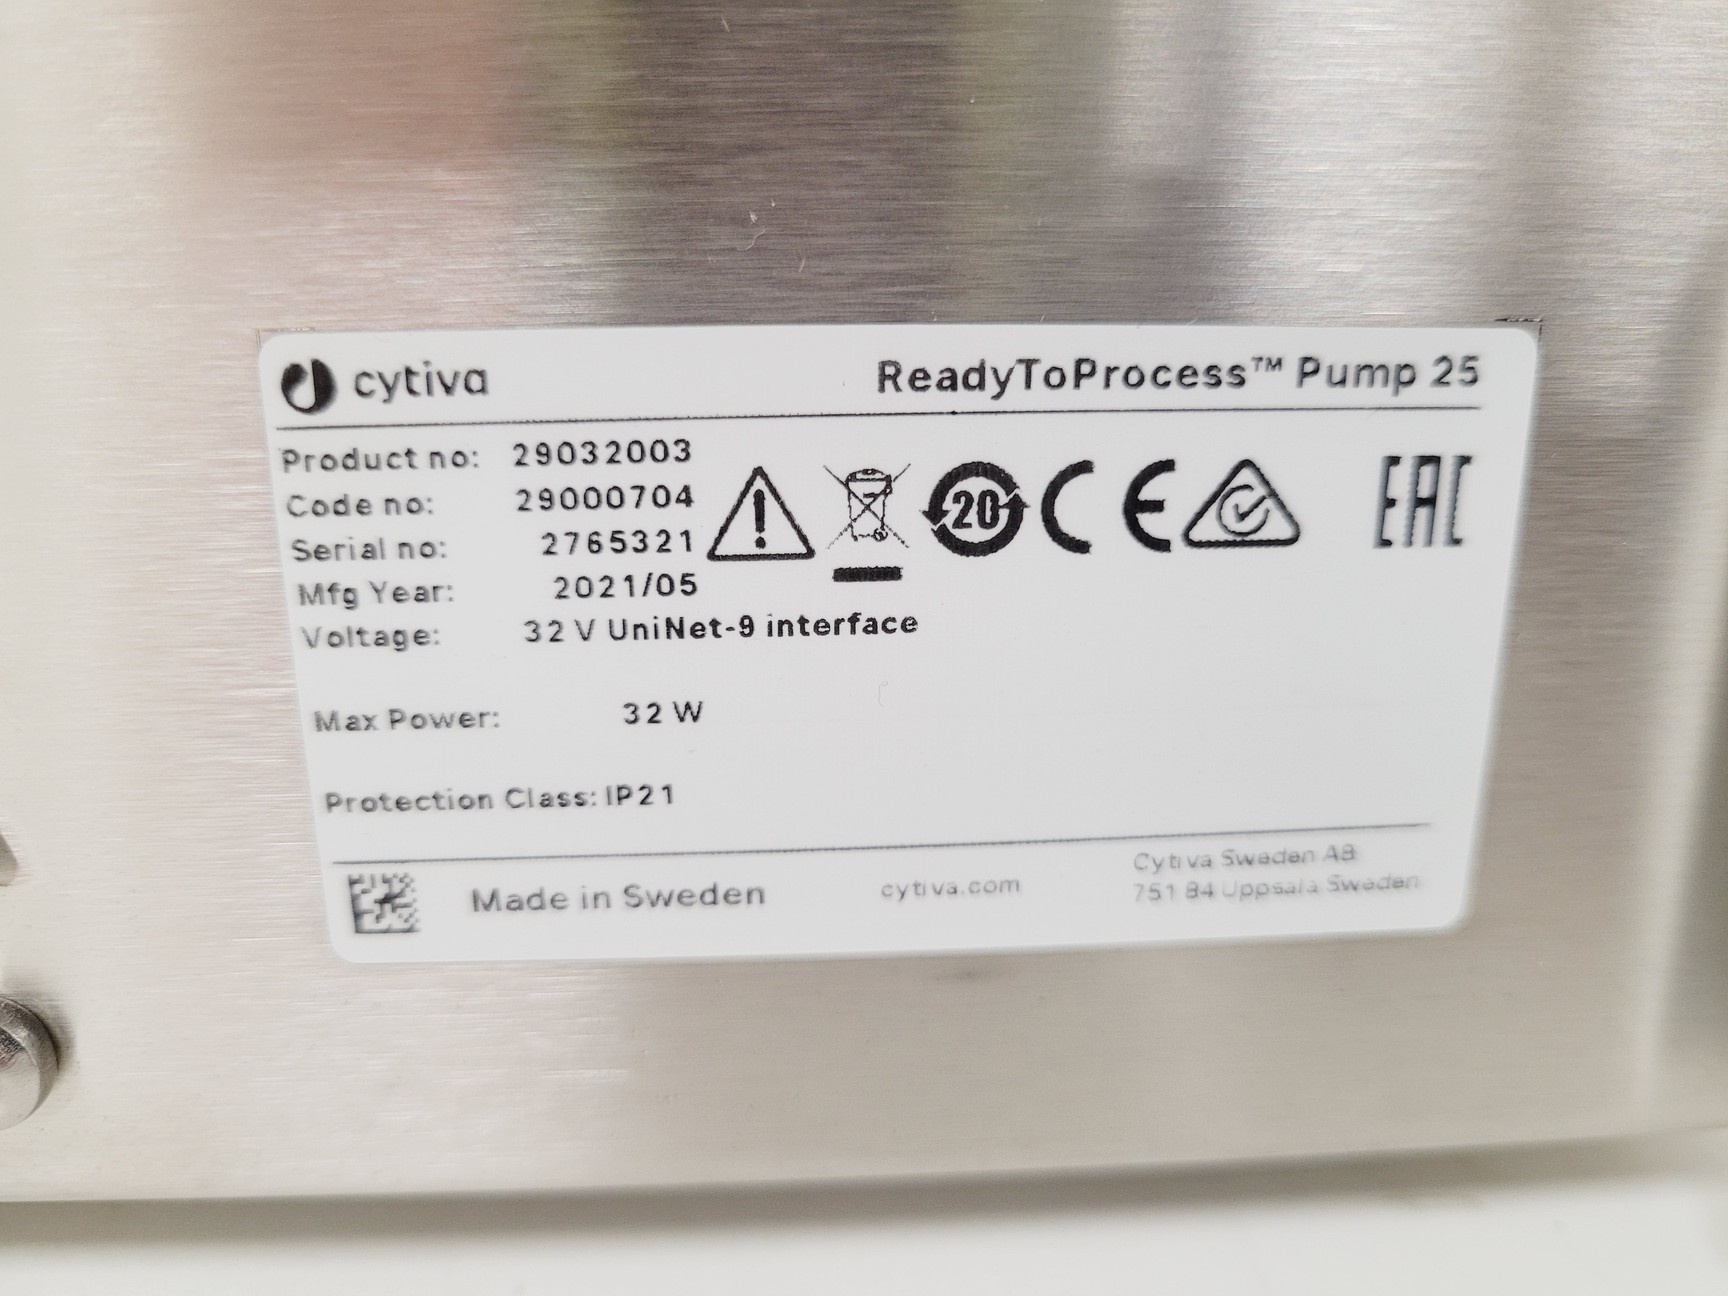 cytiva
ReadyToProcess™ Pump 25
Product no: 29032003
Code no: 29000704
Serial no: 2765321
Mfg Year: 2021/05
Voltage: 32 V UniNet-9 interface
20 CE EAC
Max Power: 32 W
Protection Class: IP21
Made in Sweden
cytiva.com
Cytiva Sweden AB
751 84 Uppsala Sweden